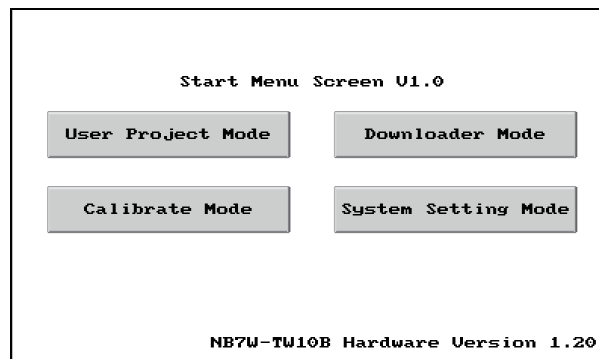 Start Menu Screen V1.0
User Project Mode
Downloader Mode
Calibrate Mode
System Setting Mode
NB7W-TW10B Hardware Version 1.20